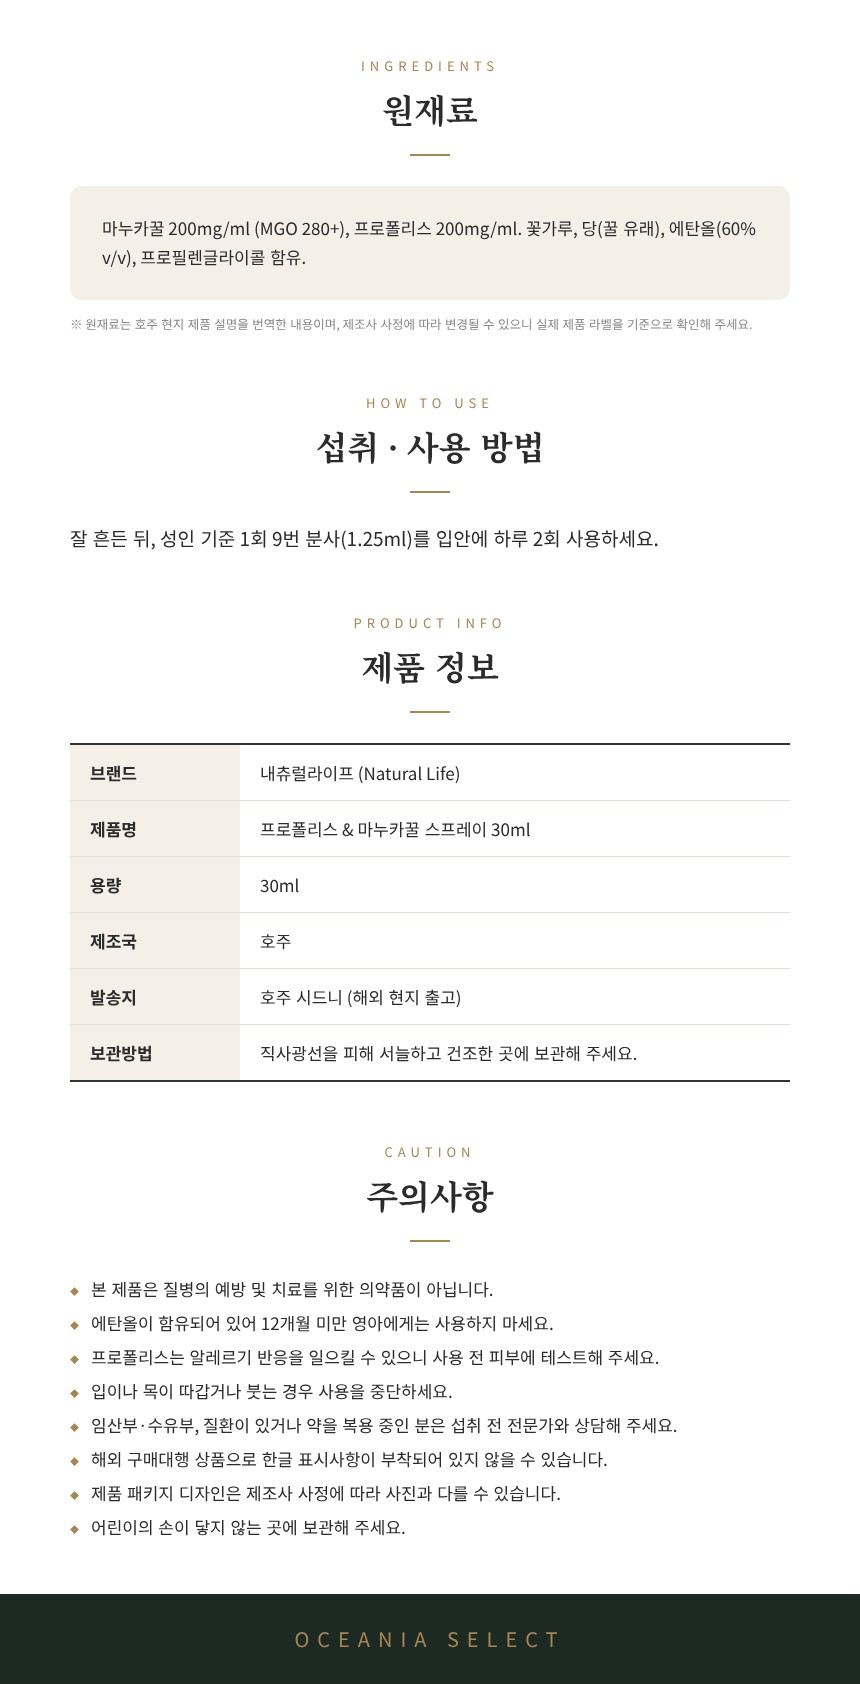 INGREDIENTS
원재료
마누카꿀 200mg/ml (MGO 280+), 프로폴리스 200mg/ml. 꽃가루, 당(꿀 유래), 에탄올(60%
v/v), 프로필렌글라이콜 함유.
※ 원재료는 호주 현지 제품 설명을 번역한 내용이며, 제조사 사정에 따라 변경될 수 있으니 실제 제품 라벨을 기준으로 확인해 주세요.
HOW TO USE
섭취 · 사용 방법
잘 흔든 뒤, 성인 기준 1회 9번 분사(1.25ml)를 입안에 하루 2회 사용하세요.
PRODUCT INFO
제품 정보
브랜드 내츄럴라이프 (Natural Life)
제품명 프로폴리스 & 마누카꿀 스프레이 30ml
용량 30ml
제조국 호주
발송지 호주 시드니 (해외 현지 출고)
보관방법 직사광선을 피해 서늘하고 건조한 곳에 보관해 주세요.
CAUTION
주의사항
◆ 본 제품은 질병의 예방 및 치료를 위한 의약품이 아닙니다.
◆ 에탄올이 함유되어 있어 12개월 미만 영아에게는 사용하지 마세요.
◆ 프로폴리스는 알레르기 반응을 일으킬 수 있으니 사용 전 피부에 테스트해 주세요.
◆ 입이나 목이 따갑거나 붓는 경우 사용을 중단하세요.
◆ 임산부·수유부, 질환이 있거나 약을 복용 중인 분은 섭취 전 전문가와 상담해 주세요.
◆ 해외 구매대행 상품으로 한글 표시사항이 부착되어 있지 않을 수 있습니다.
◆ 제품 패키지 디자인은 제조사 사정에 따라 사진과 다를 수 있습니다.
◆ 어린이의 손이 닿지 않는 곳에 보관해 주세요.
OCEANIA SELECT